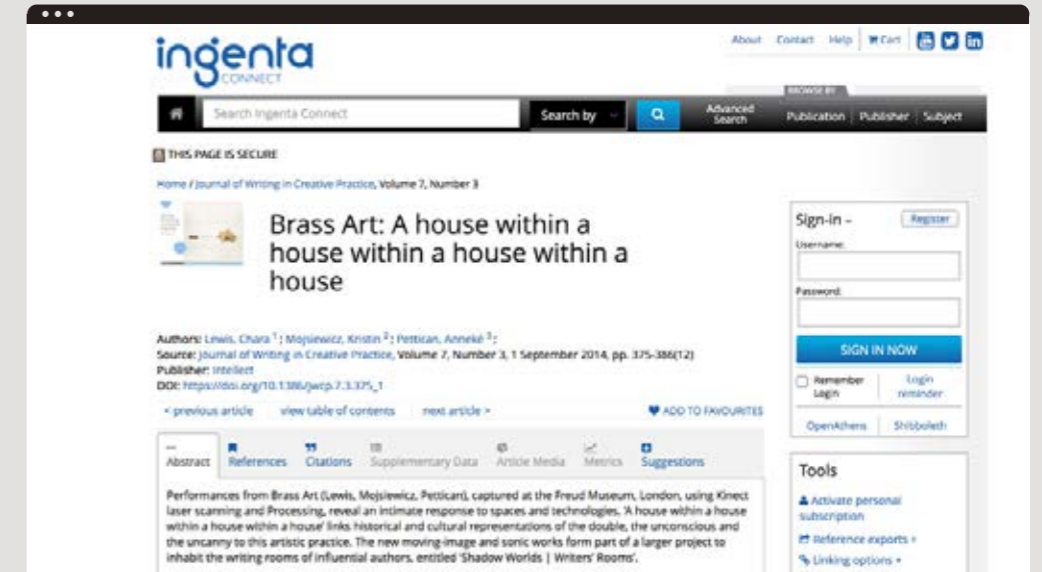 ingenta
CONNECT
About Contact Help Cart
Search Ingenta Connect
Search by
Advanced Search
BROWSE BY
Publication Publisher Subject
THIS PAGE IS SECURE
Home / Journal of Writing in Creative Practice, Volume 7, Number 3
Brass Art: A house within a
house within a house within a
house
Authors: Lewis, Chara 1; Mojsiewicz, Kristin 2; Pettican, Anneké 3;
Source: Journal of Writing in Creative Practice, Volume 7, Number 3, 1 September 2014, pp. 375-386(12)
Publisher: Intellect
DOI: https://doi.org/10.1386/jwcp.7.3.375_1
< previous article view table of contents next article >
ADD TO FAVOURITES
Abstract References Citations Supplementary Data Article Media Metrics Suggestions
Performances from Brass Art (Lewis, Mojsiewicz, Pettican), captured at the Freud Museum, London, using Kinect
laser scanning and Processing, reveal an intimate response to spaces and technologies. 'A house within a house
within a house within a house' links historical and cultural representations of the double, the unconscious and
the uncanny to this artistic practice. The new moving-image and sonic works form part of a larger project to
inhabit the writing rooms of influential authors, entitled 'Shadow Worlds | Writers' Rooms'.
Sign-in –
Register
Username:
Password:
SIGN IN NOW
Remember Login
Login reminder
OpenAthens Shibboleth
Tools
Activate personal
subscription
Reference exports +
Linking options +